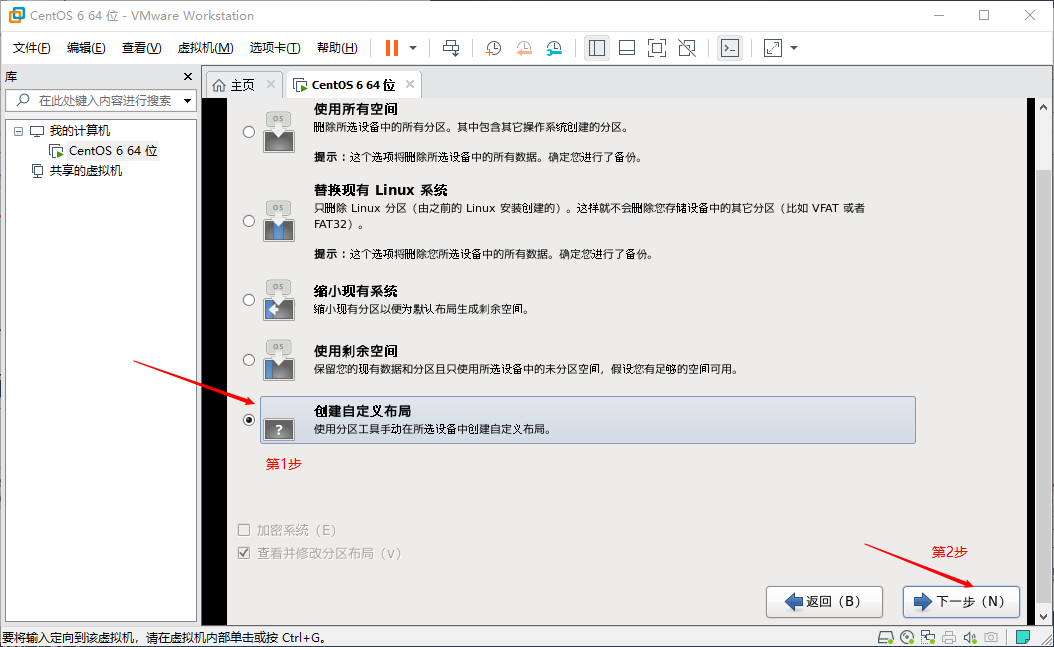 CentOS 6 64 位 - VMware Workstation
文件(F) 编辑(E) 查看(V) 虚拟机(M) 选项卡(T) 帮助(H)
库
在此处键入内容进行搜索
我的计算机
CentOS 6 64 位
共享的虚拟机
主页
CentOS 6 64 位
OS
使用所有空间
删除所选设备中的所有分区。其中包含其它操作系统创建的分区。
提示：这个选项将删除所选设备中的所有数据。确定您进行了备份。
OS
替换现有 Linux 系统
只删除 Linux 分区（由之前的 Linux 安装创建的）。这样就不会删除您存储设备中的其它分区（比如 VFAT 或者
FAT32）。
提示：这个选项将删除您所选设备中的所有数据。确定您进行了备份。
OS
缩小现有系统
缩小现有分区以便为默认布局生成剩余空间。
OS
使用剩余空间
保留您的现有数据和分区且只使用所选设备中的未分区空间，假设您有足够的空间可用。
?
创建自定义布局
使用分区工具手动在所选设备中创建自定义布局。
第1步
加密系统（E）
查看并修改分区布局（v）
第2步
返回（B）
下一步（N）
要将输入定向到该虚拟机，请在虚拟机内部单击或按 Ctrl+G。